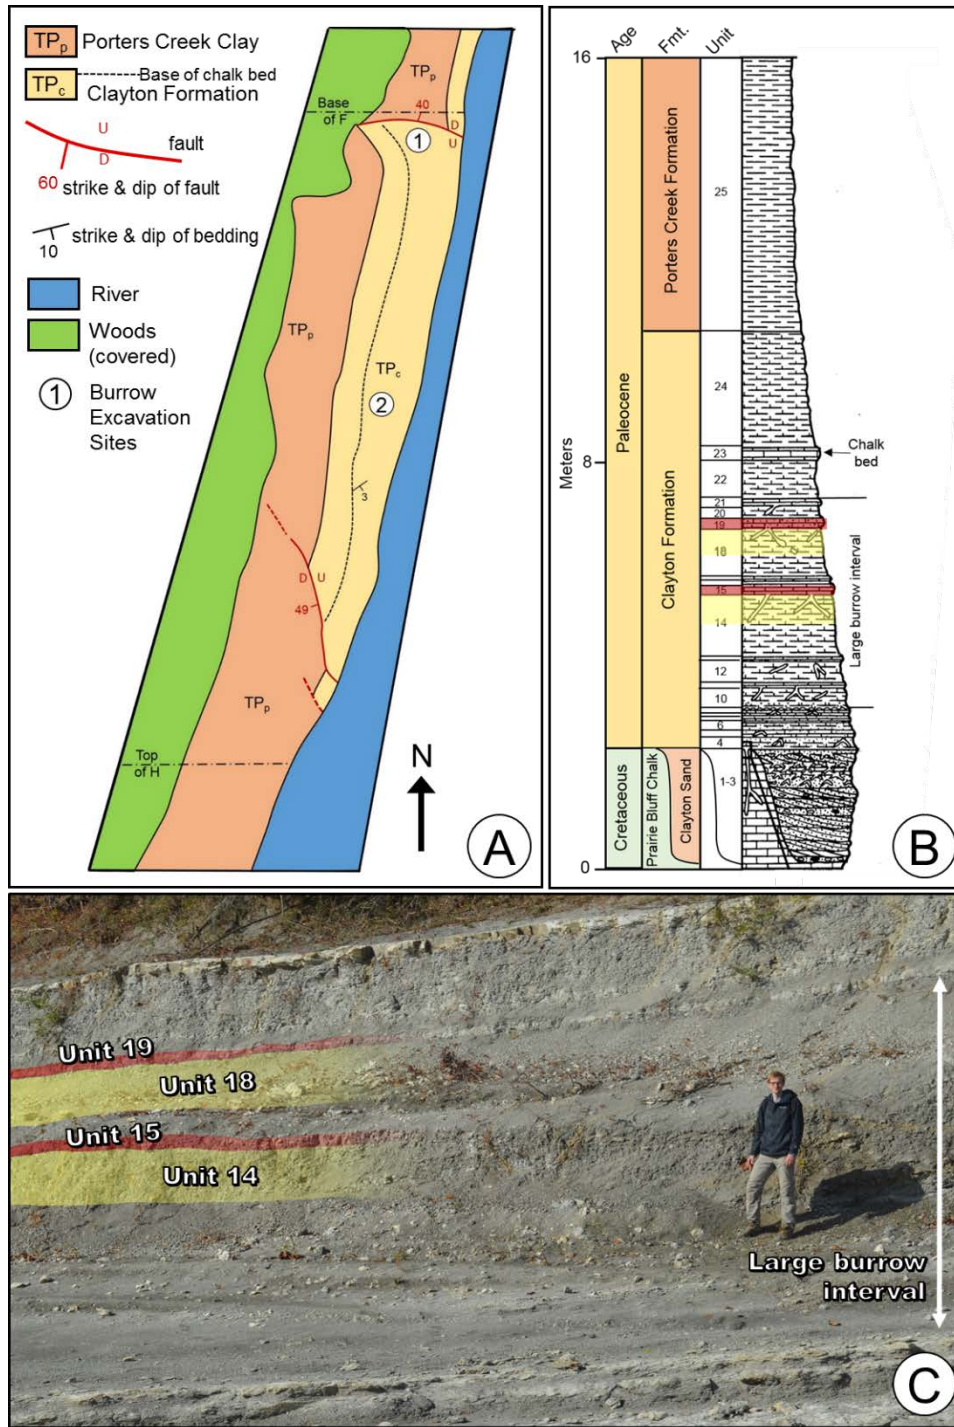 TPp Porters Creek Clay
Base of chalk bed
TPc Clayton Formation
U
fault
D
60 strike & dip of fault
strike & dip of bedding
10
River
Woods
(covered)
1 Burrow
Excavation
Sites
TPp
Base
of F
40
D
1
U
TPp
TPc
2
3
D U
49
TPp
Top
of H
N
A
Age
Frmt.
Unit
16
Meters
8
0
Paleocene
Cretaceous
Porters Creek Formation
Clayton Formation
Prairie Bluff Chalk
Clayton Sand
25
24
23
22
21
20
19
18
15
14
12
10
6
4
1-3
Chalk
bed
Large burrow interval
B
Unit 19
Unit 18
Unit 15
Unit 14
Large burrow
interval
C